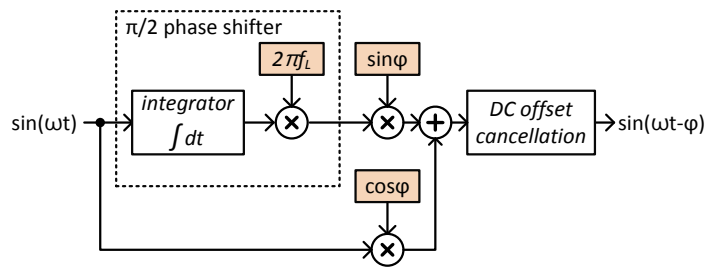 π/2 phase shifter
2πf_L
sinφ
sin(ωt)
integrator
∫ dt
×
×
+
DC offset
cancellation
sin(ωt-φ)
cosφ
×